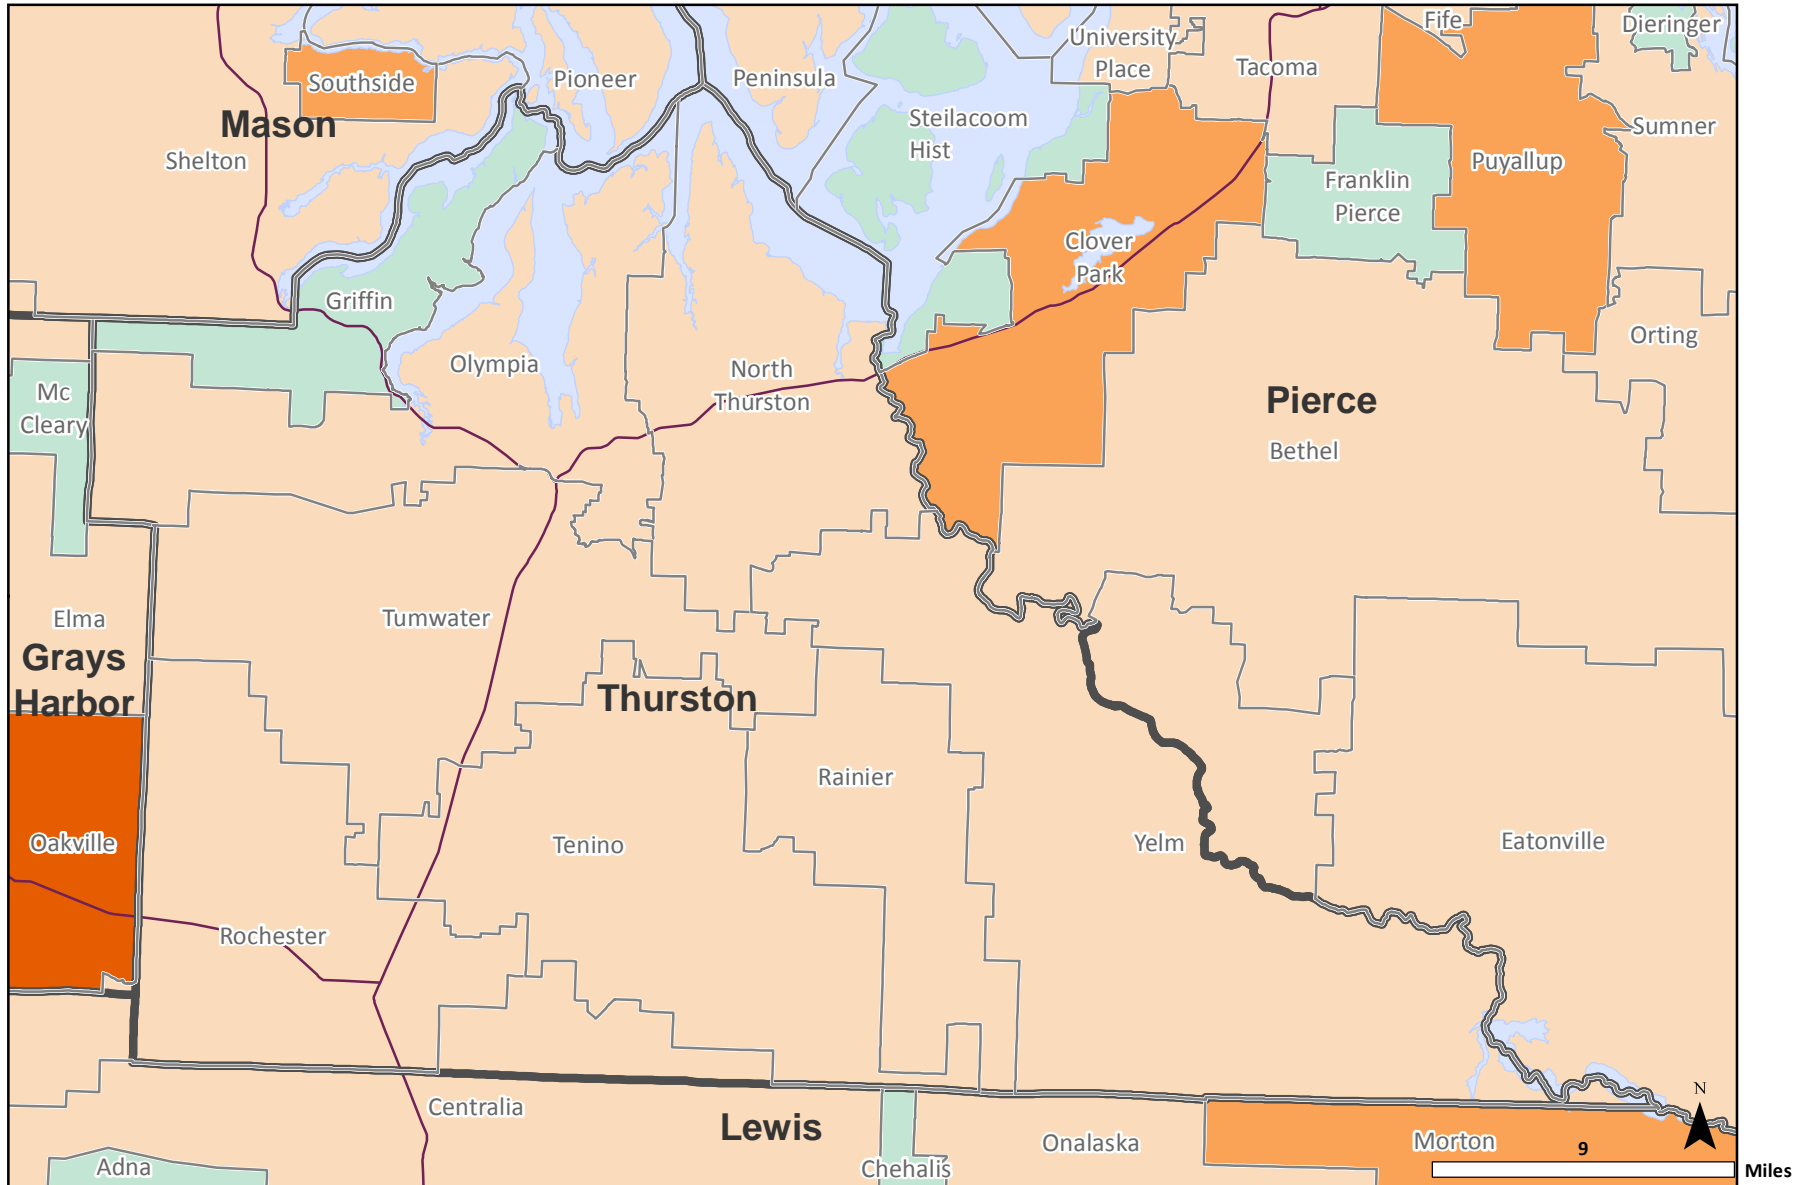 Fife
Dieringer
University
Place
Tacoma
Southside
Pioneer
Peninsula
Mason
Steilacoom
Hist
Sumner
Shelton
Puyallup
Franklin
Pierce
Clover
Park
Griffin
Orting
Olympia
North
Thurston
Mc
Cleary
Pierce
Bethel
Elma
Tumwater
Grays
Harbor
Thurston
Rainier
Oakville
Tenino
Yelm
Eatonville
Rochester
N
Centralia
Lewis
Onalaska
Morton
9
Miles
Adna
Chehalis